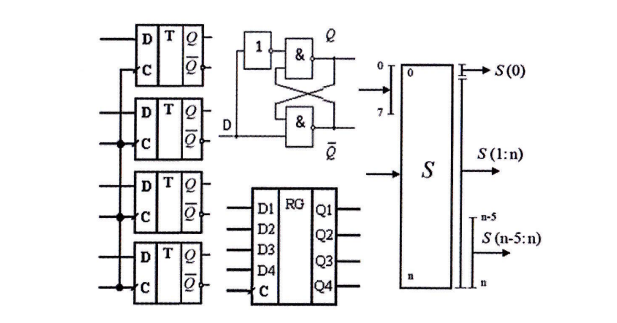 D T Q
C Q
D T Q
C Q
D T Q
C Q
D T Q
C Q
Q
1
&
D
&
Q
D1 RG Q1
D2 Q2
D3 Q3
D4 Q4
C
0
7
0
S
n
S(0)
S(1:n)
n-5
S(n-5:n)
n